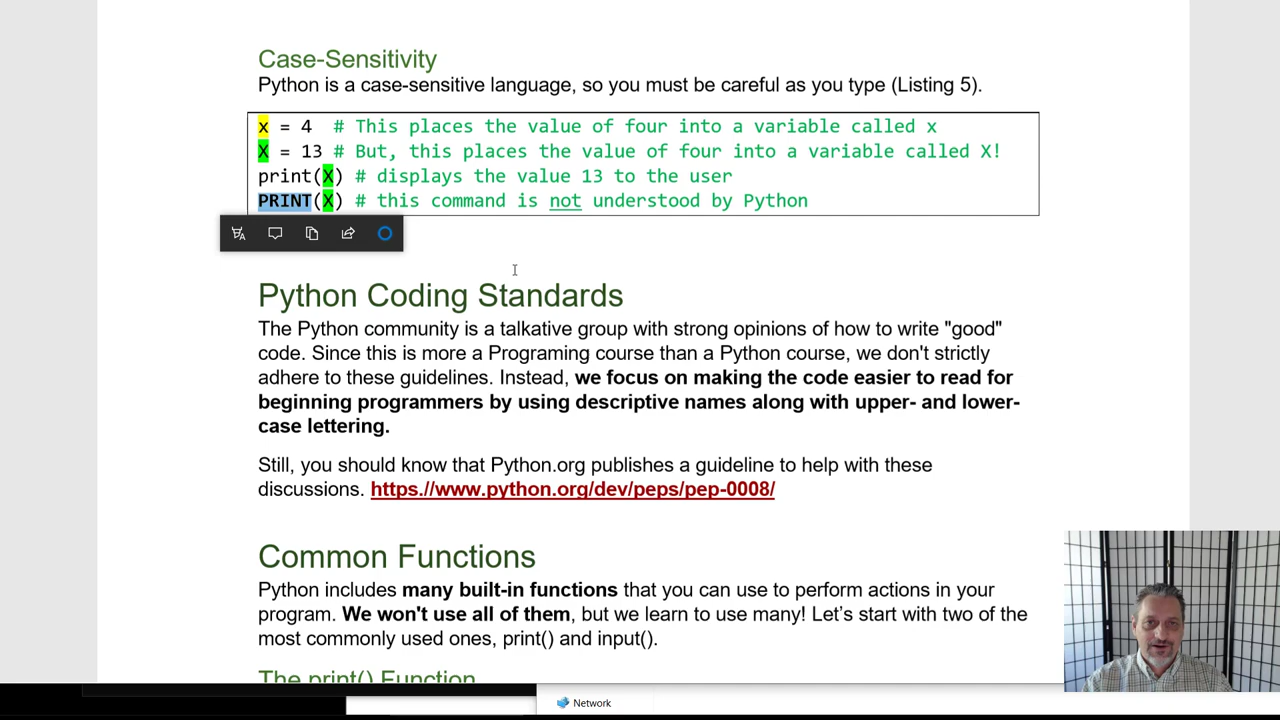 Case-Sensitivity
Python is a case-sensitive language, so you must be careful as you type (Listing 5).
x = 4 # This places the value of four into a variable called x
X = 13 # But, this places the value of four into a variable called X!
print(X) # displays the value 13 to the user
PRINT(X) # this command is not understood by Python
Python Coding Standards
The Python community is a talkative group with strong opinions of how to write "good"
code. Since this is more a Programing course than a Python course, we don't strictly
adhere to these guidelines. Instead, we focus on making the code easier to read for
beginning programmers by using descriptive names along with upper- and lower-
case lettering.
Still, you should know that Python.org publishes a guideline to help with these
discussions. https.//www.python.org/dev/peps/pep-0008/
Common Functions
Python includes many built-in functions that you can use to perform actions in your
program. We won't use all of them, but we learn to use many! Let’s start with two of the
most commonly used ones, print() and input().
The print() Function
Network